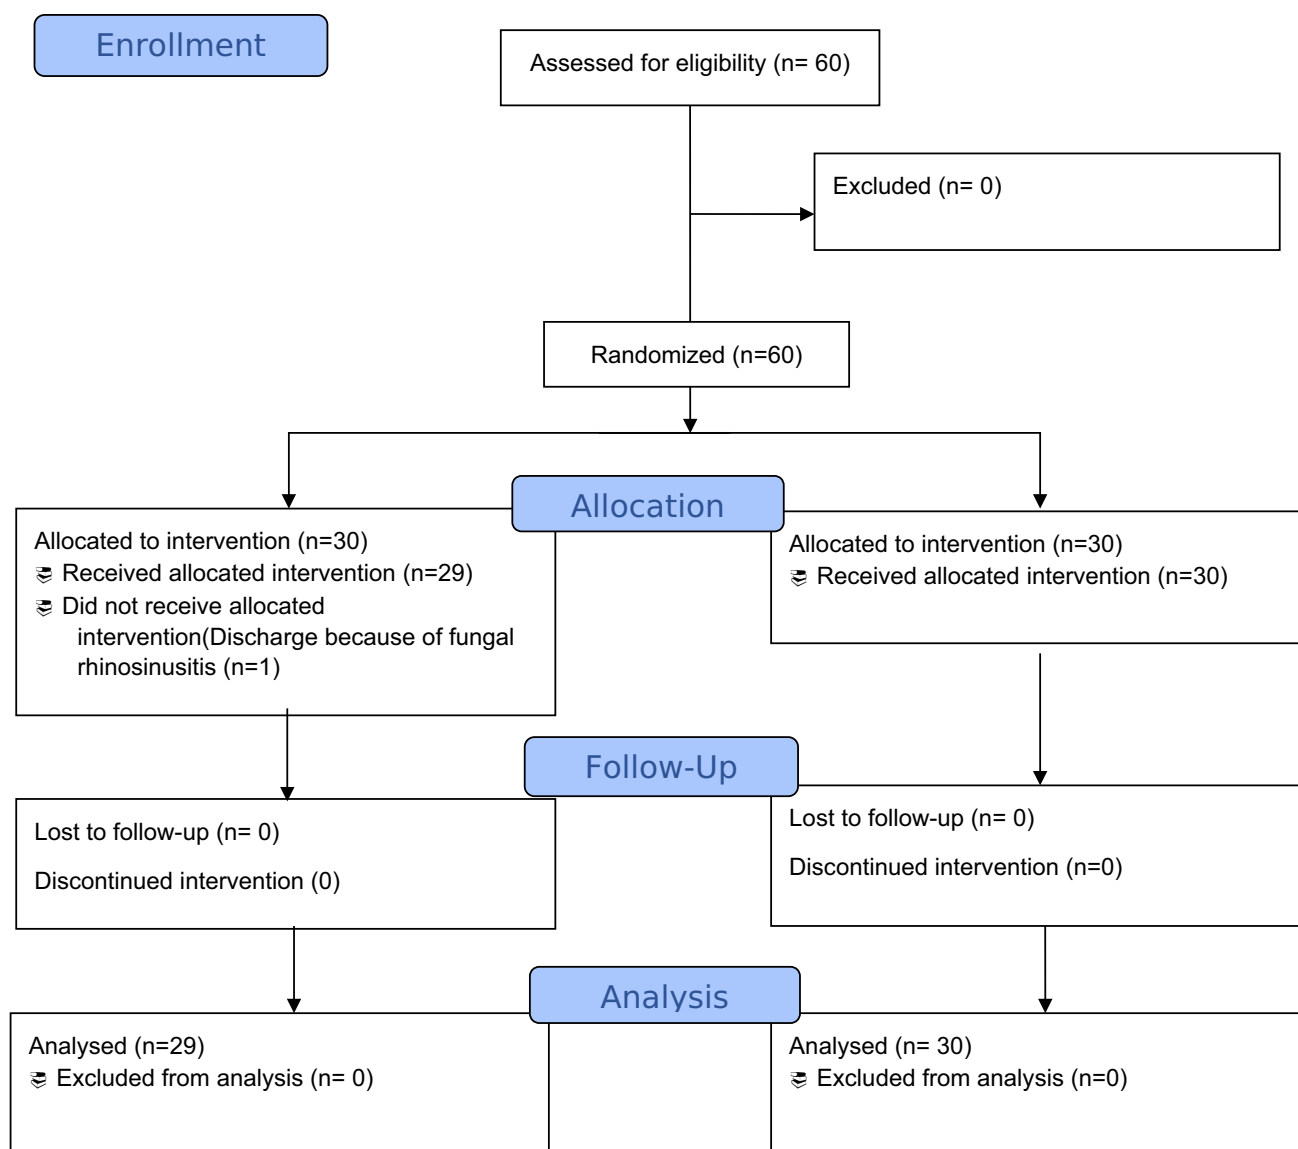 Enrollment
Assessed for eligibility (n= 60)
Excluded (n= 0)
Randomized (n=60)
Allocation
Allocated to intervention (n=30)
Received allocated intervention (n=29)
Did not receive allocated
intervention(Discharge because of fungal
rhinosinusitis (n=1)
Allocated to intervention (n=30)
Received allocated intervention (n=30)
Follow-Up
Lost to follow-up (n= 0)
Discontinued intervention (0)
Lost to follow-up (n= 0)
Discontinued intervention (n=0)
Analysis
Analysed (n=29)
Excluded from analysis (n= 0)
Analysed (n= 30)
Excluded from analysis (n=0)